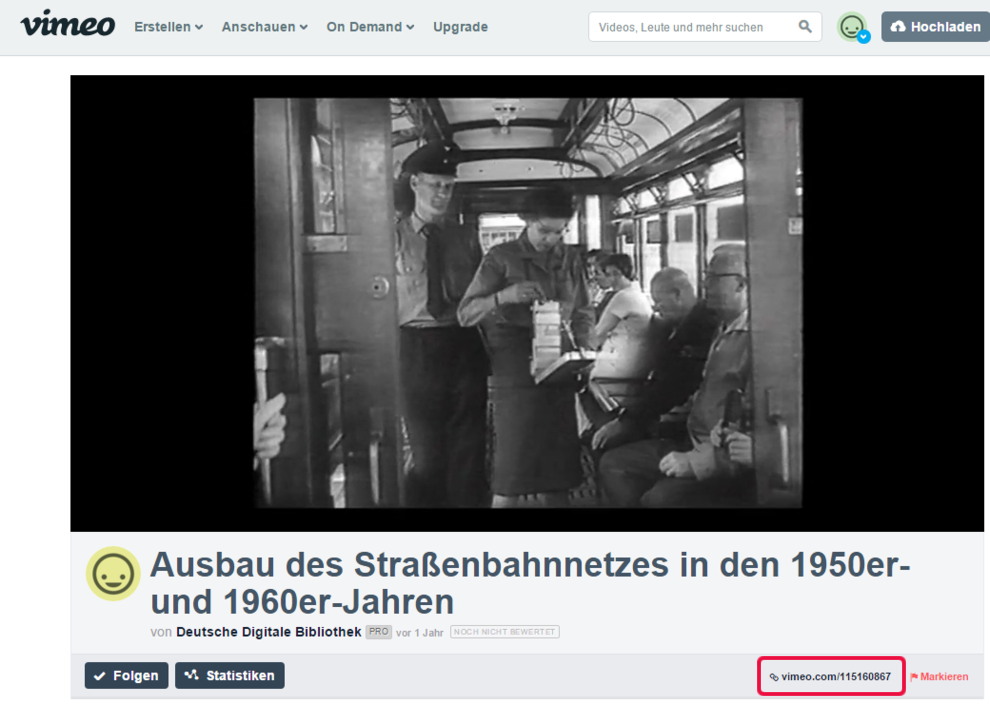 vimeo Erstellen Anschauen On Demand Upgrade Videos, Leute und mehr suchen Hochladen
Ausbau des Straßenbahnnetzes in den 1950er-
und 1960er-Jahren
von Deutsche Digitale Bibliothek PRO vor 1 Jahr NOCH NICHT BEWERTET
Folgen Statistiken vimeo.com/115160867 Markieren